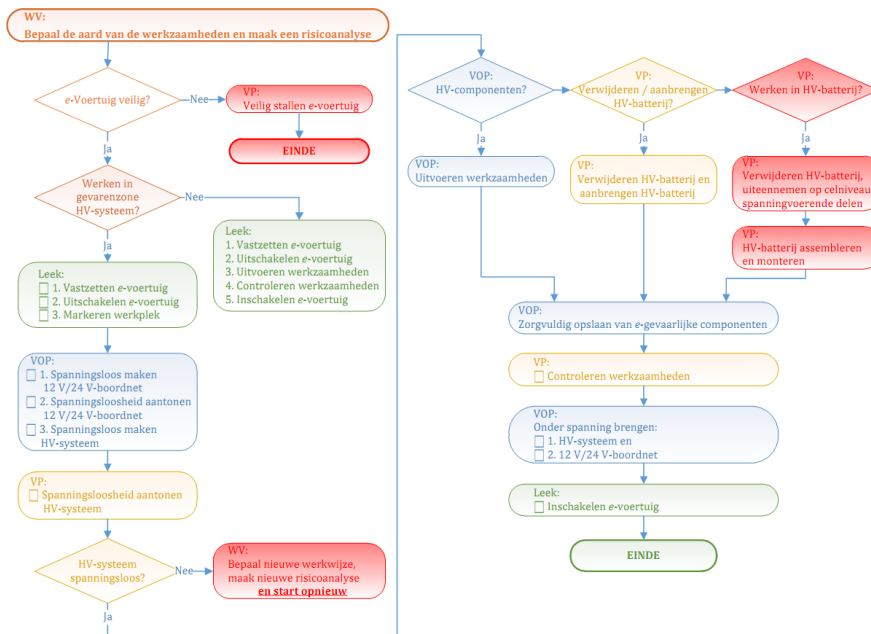 WV:
Bepaal de aard van de werkzaamheden en maak een risicoanalyse
e-Voertuig veilig?
Nee
VP:
Veilig stallen e-voertuig
EINDE
Ja
Werken in
gevarenzone
HV-systeem?
Nee
1. Vastzetten e-voertuig
2. Uitschakelen e-voertuig
3. Uitvoeren werkzaamheden
4. Controleren werkzaamheden
5. Inschakelen e-voertuig
Leek:
Ja
Leek:
1. Vastzetten e-voertuig
2. Uitschakelen e-voertuig
3. Markeren werkplek
VOP:
1. Spanningsloos maken
12 V/24 V-boordnet
2. Spanningsloosheid aantonen
12 V/24 V-boordnet
3. Spanningsloos maken
HV-systeem
VP:
Spanningsloosheid aantonen
HV-systeem
HV-systeem
spanningsloos?
Nee
WV:
Bepaal nieuwe werkwijze,
maak nieuwe risicoanalyse
en start opnieuw
Ja
VOP:
HV-componenten?
VP:
Verwijderen / aanbrengen
HV-batterij?
VP:
Werken in HV-batterij?
Ja
Ja
Ja
VOP:
Uitvoeren werkzaamheden
VP:
Verwijderen HV-batterij en
aanbrengen HV-batterij
VP:
Verwijderen HV-batterij,
uiteennemen op celniveau
spanningvoerende delen
VP:
HV-batterij assembleren
en monteren
VOP:
Zorgvuldig opslaan van e-gevaarlijke componenten
VP:
Controleren werkzaamheden
VOP:
Onder spanning brengen:
1. HV-systeem en
2. 12 V/24 V-boordnet
Leek:
Inschakelen e-voertuig
EINDE